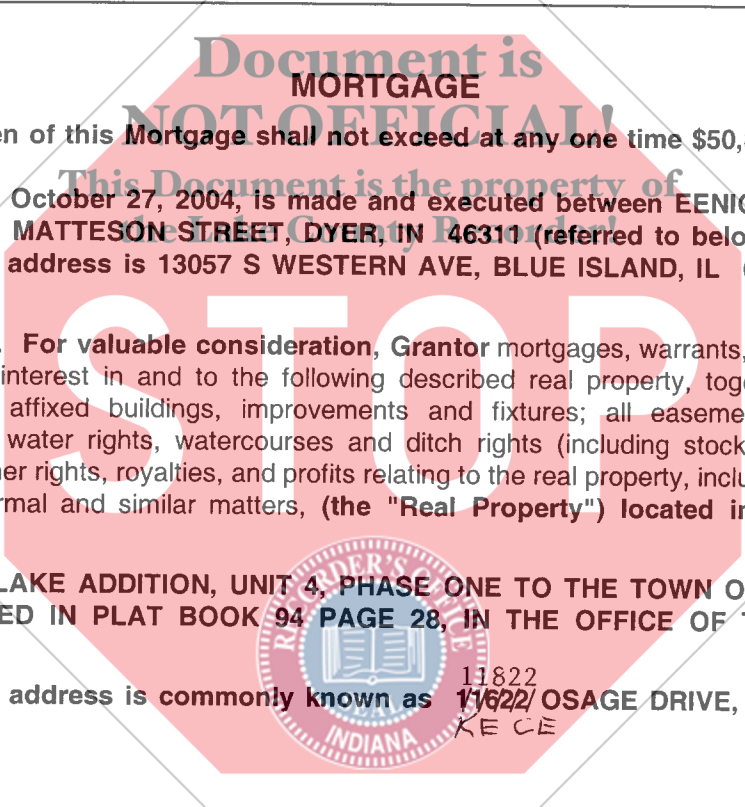 Document is
MORTGAGE
NOT OFFICIAL!
en of this Mortgage shall not exceed at any one time $50,
This Document is the property of
October 27, 2004, is made and executed between EENIG
the Lake County Recorder!
MATTESON STREET, DYER, IN 46311 (referred to belo
address is 13057 S WESTERN AVE, BLUE ISLAND, IL
STOP
. For valuable consideration, Grantor mortgages, warrants,
interest in and to the following described real property, toge
affixed buildings, improvements and fixtures; all easeme
water rights, watercourses and ditch rights (including stock
her rights, royalties, and profits relating to the real property, inclu
rmal and similar matters, (the "Real Property") located in
LAKE ADDITION, UNIT 4, PHASE ONE TO THE TOWN O
ED IN PLAT BOOK 94 PAGE 28, IN THE OFFICE OF T
RECORDER'S OFFICE
SEAL
INDIANA
11822
address is commonly known as 11622 OSAGE DRIVE,
KE CE